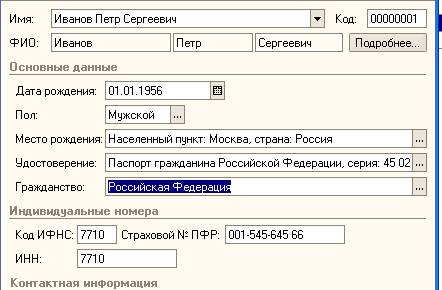 Имя: Иванов Петр Сергеевич Код: 00000001
ФИО: Иванов Петр Сергеевич Подробнее...
Основные данные
Дата рождения: 01.01.1956
Пол: Мужской ...
Место рождения: Населенный пункт: Москва, страна: Россия ...
Удостоверение: Паспорт гражданина Российской Федерации, серия: 45 02 ...
Гражданство: Российская Федерация ...
Индивидуальные номера
Код ИФНС: 7710 Страховой № ПФР: 001-545-645 66
ИНН: 7710
Контактная информация